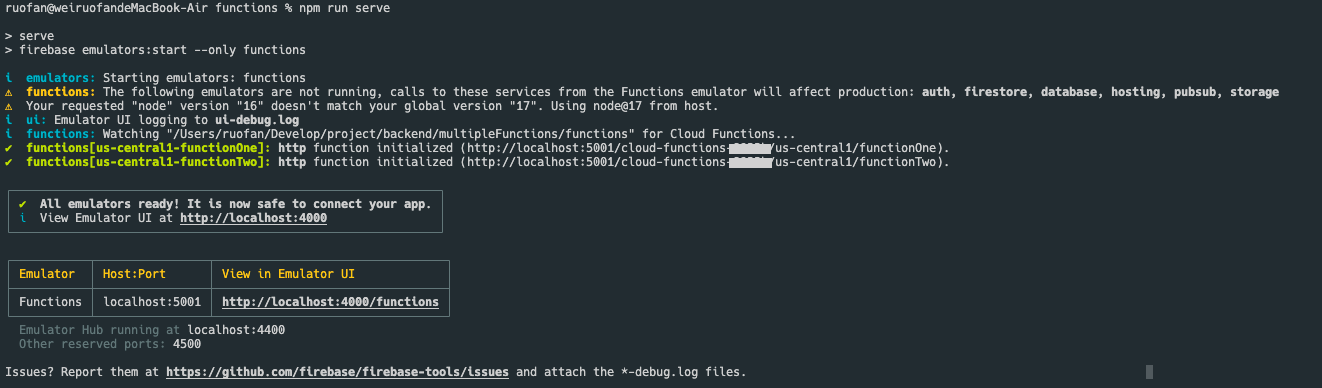 ruofan@weiruofandeMacBook-Air functions % npm run serve
> serve
> firebase emulators:start --only functions
i  emulators: Starting emulators: functions
⚠  functions: The following emulators are not running, calls to these services from the Functions emulator will affect production: auth, firestore, database, hosting, pubsub, storage
⚠  Your requested "node" version "16" doesn't match your global version "17". Using node@17 from host.
i  ui: Emulator UI logging to ui-debug.log
i  functions: Watching "/Users/ruofan/Develop/project/backend/multipleFunctions/functions" for Cloud Functions...
✔  functions[us-central1-functionOne]: http function initialized (http://localhost:5001/cloud-functions-/us-central1/functionOne).
✔  functions[us-central1-functionTwo]: http function initialized (http://localhost:5001/cloud-functions-/us-central1/functionTwo).
✔  All emulators ready! It is now safe to connect your app.
i  View Emulator UI at http://localhost:4000
Emulator Host:Port View in Emulator UI
Functions localhost:5001 http://localhost:4000/functions
Emulator Hub running at localhost:4400
Other reserved ports: 4500
Issues? Report them at https://github.com/firebase/firebase-tools/issues and attach the *-debug.log files.